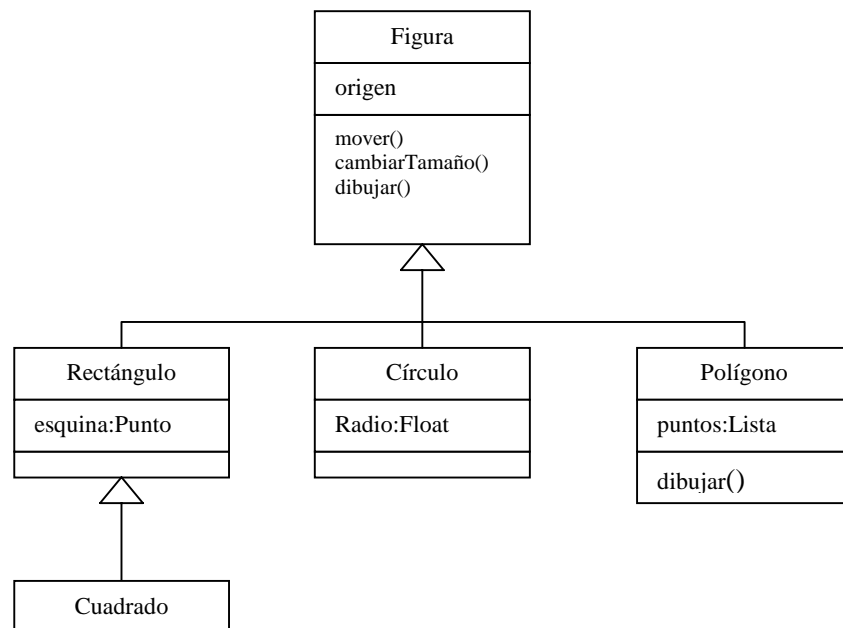 Figura
origen
mover()
cambiarTamaño()
dibujar()
Rectángulo
esquina:Punto
Círculo
Radio:Float
Polígono
puntos:Lista
dibujar()
Cuadrado